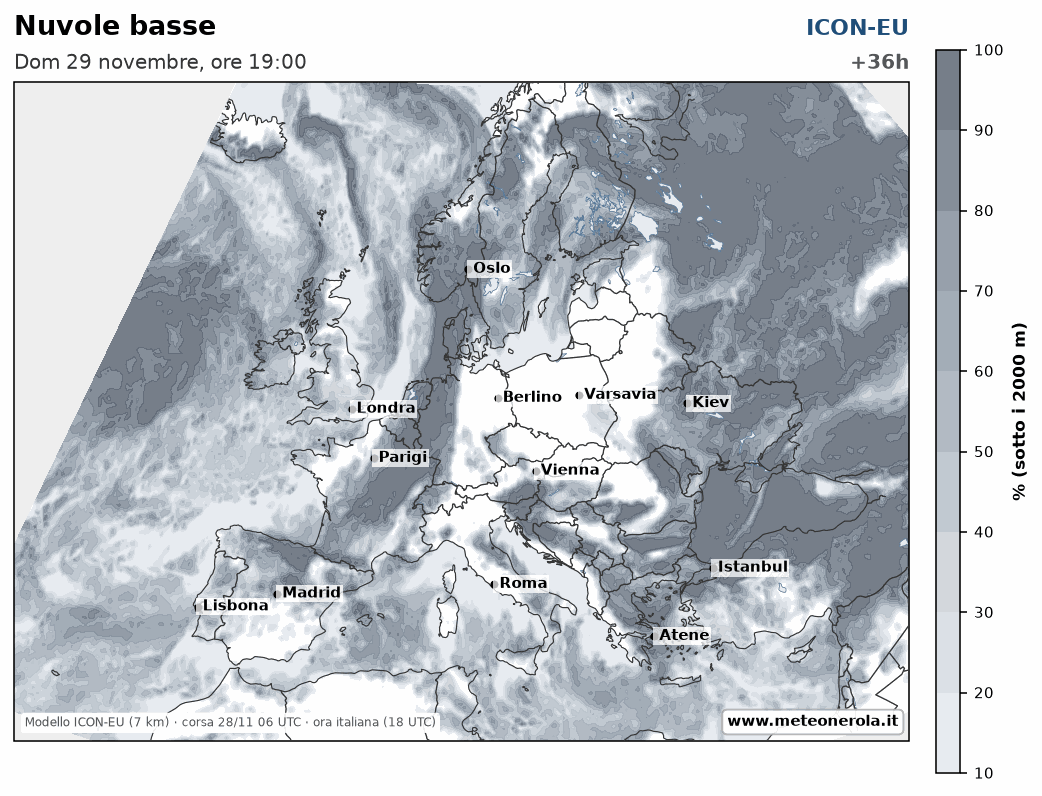 Nuvole basse
ICON-EU
Dom 29 novembre, ore 19:00
+36h
100
90
80
70
60
50
40
30
20
10
% (sotto i 2000 m)
Oslo
Londra
Berlino
Varsavia
Kiev
Parigi
Vienna
Istanbul
Roma
Madrid
Lisbona
Atene
Modello ICON-EU (7 km) · corsa 28/11 06 UTC · ora italiana (18 UTC)
www.meteonerola.it